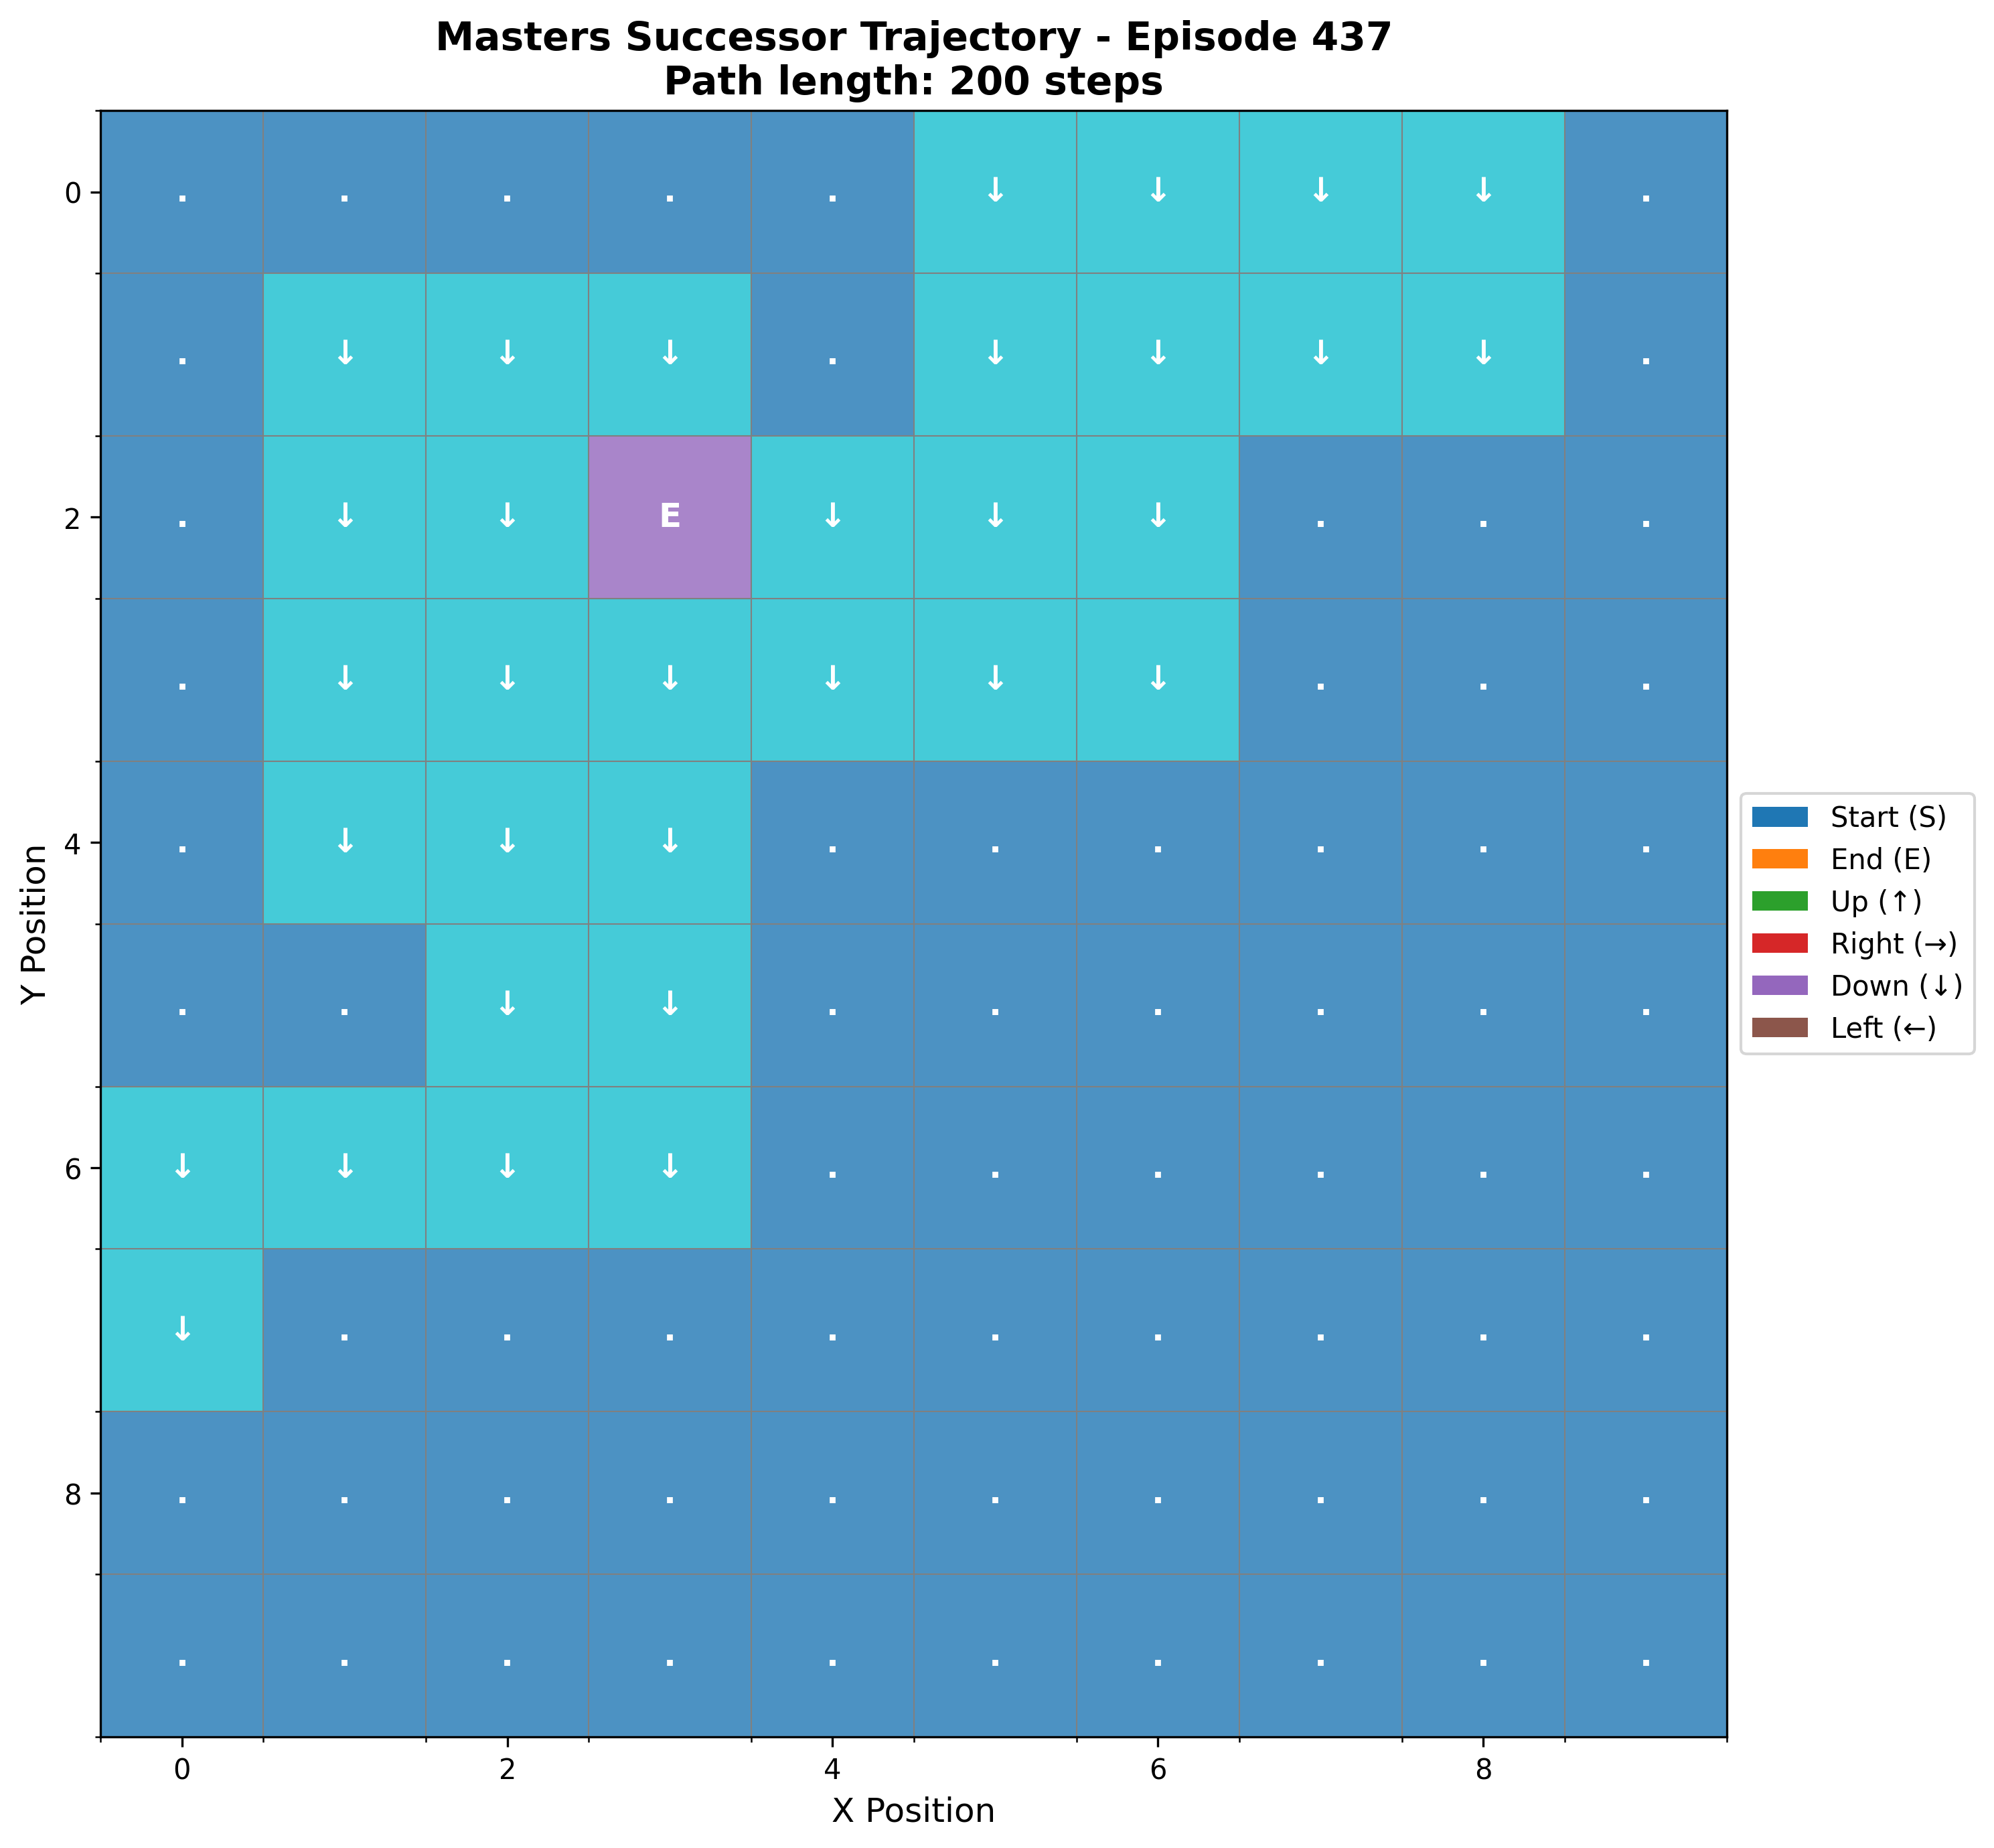 Masters Successor Trajectory - Episode 437
Path length: 200 steps
0 . . . . . ↓ ↓ ↓ ↓ .
. ↓ ↓ ↓ . ↓ ↓ ↓ ↓ .
2 . ↓ ↓ E ↓ ↓ ↓ . . .
. ↓ ↓ ↓ ↓ ↓ ↓ . . .
4 . ↓ ↓ ↓ . . . . . .
. . ↓ ↓ . . . . . .
6 ↓ ↓ ↓ ↓ . . . . . .
↓ . . . . . . . . .
8 . . . . . . . . . .
. . . . . . . . . .
0 2 4 6 8
X Position
Y Position
Start (S)
End (E)
Up (↑)
Right (→)
Down (↓)
Left (←)